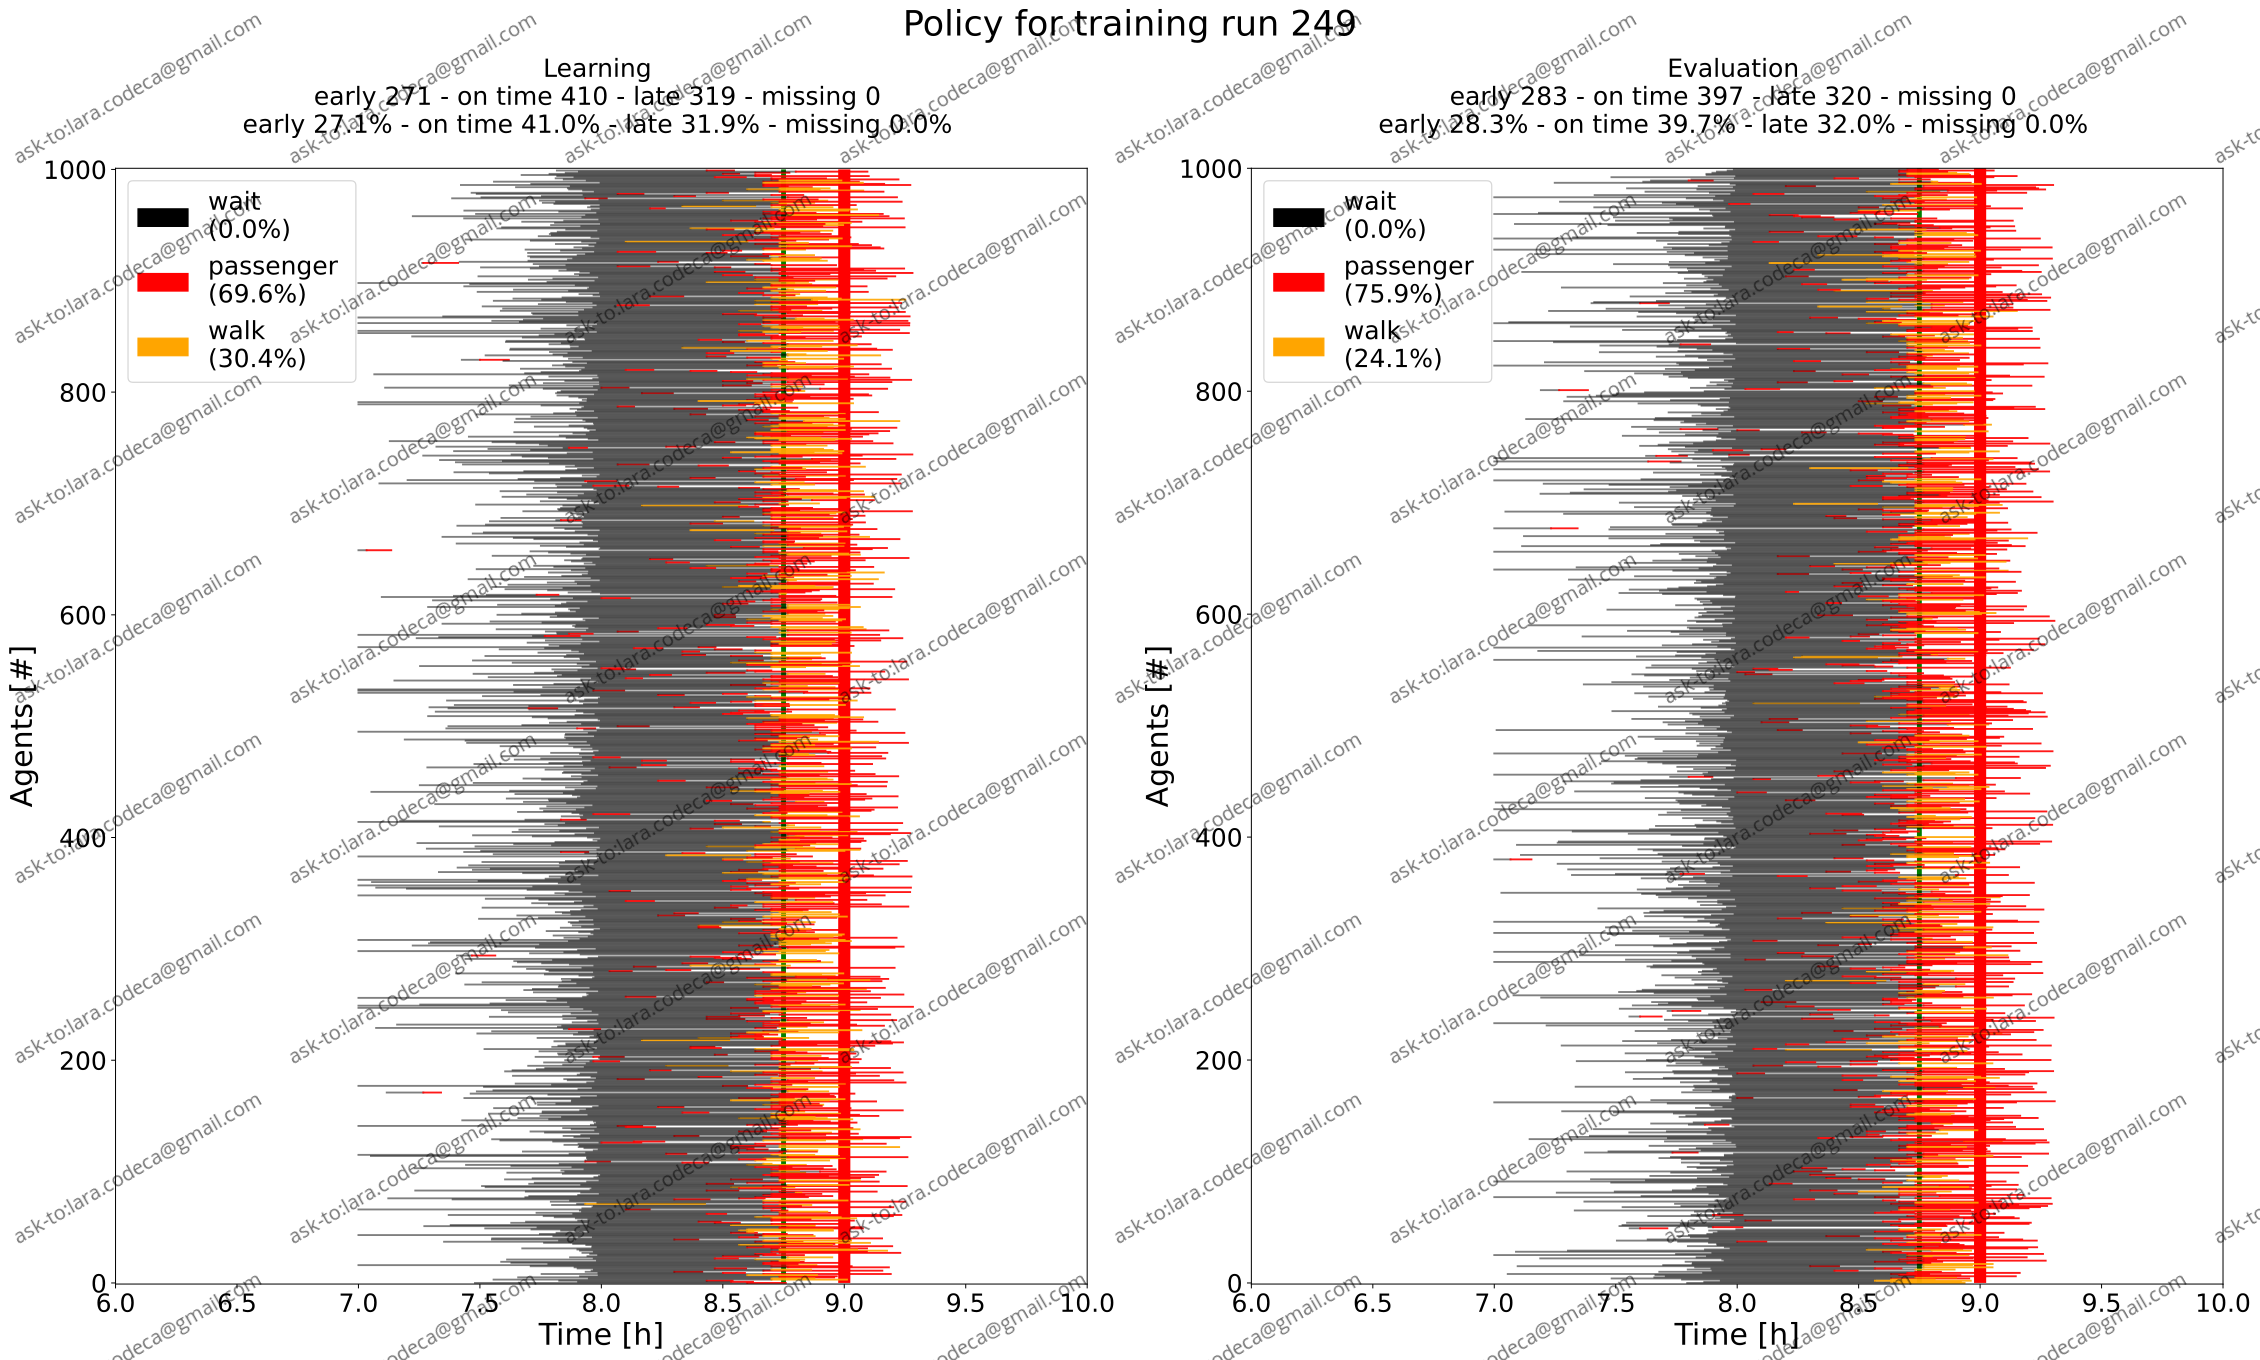 Policy for training run 249
Learning
early 271 - on time 410 - late 319 - missing 0
early 27.1% - on time 41.0% - late 31.9% - missing 0.0%
1000
800
600
400
200
0
Agents [#]
wait
(0.0%)
passenger
(69.6%)
walk
(30.4%)
6.0 6.5 7.0 7.5 8.0 8.5 9.0 9.5 10.0
Time [h]
Evaluation
early 283 - on time 397 - late 320 - missing 0
early 28.3% - on time 39.7% - late 32.0% - missing 0.0%
1000
800
600
400
200
0
Agents [#]
wait
(0.0%)
passenger
(75.9%)
walk
(24.1%)
6.0 6.5 7.0 7.5 8.0 8.5 9.0 9.5 10.0
Time [h]
ask-to:lara.codeca@gmail.com